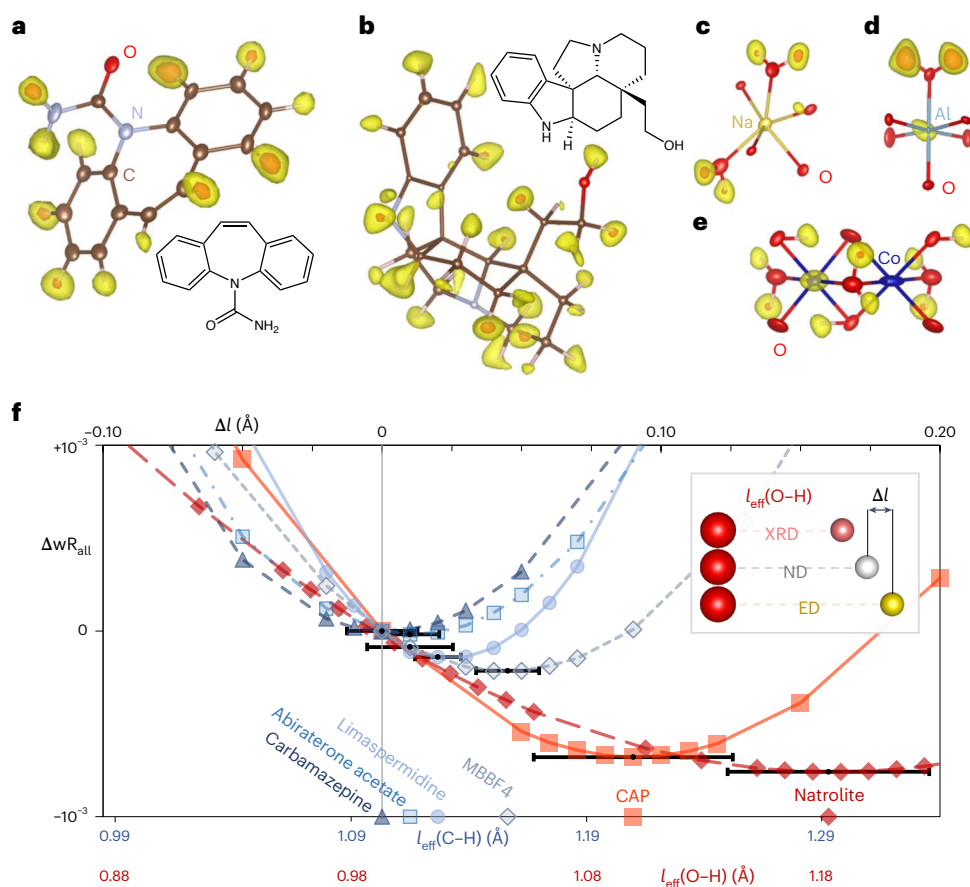 a
b
c
d
O
N
C
N
O
NH₂
N
N
H
H
OH
Na
O
Al
O
e
Co
O
f
Δl (Å)
−0.10
0
0.10
0.20
+10⁻³
ΔwR_all
0
−10⁻³
l_eff(O–H)
Δl
XRD
ND
ED
Carbamazepine
Abiraterone acetate
Limaspermidine
MBBF4
CAP
Natrolite
0.99
1.09
l_eff(C–H) (Å)
1.19
1.29
0.88
0.98
1.08
l_eff(O–H) (Å)
1.18